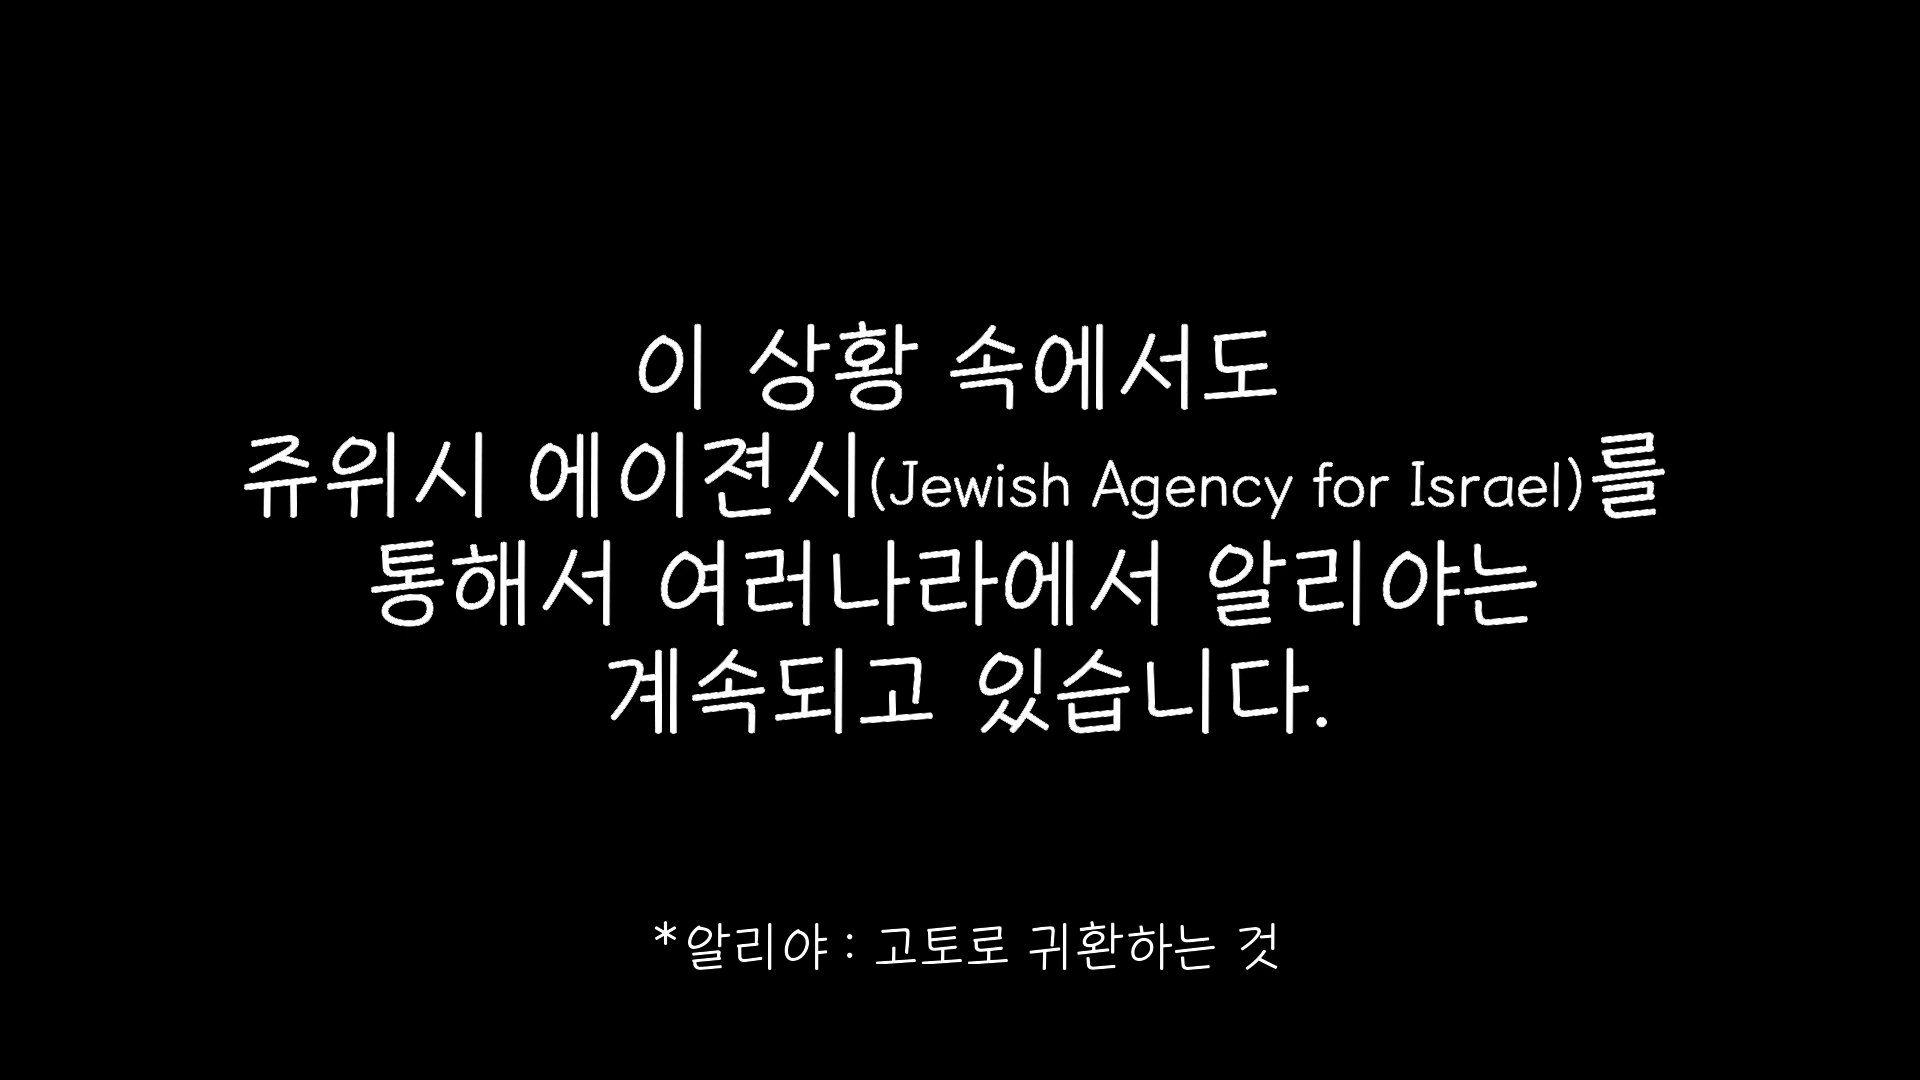 이 상황 속에서도
쥬위시 에이젼시(Jewish Agency for Israel)를
통해서 여러나라에서 알리야는
계속되고 있습니다.
*알리야 : 고토로 귀환하는 것